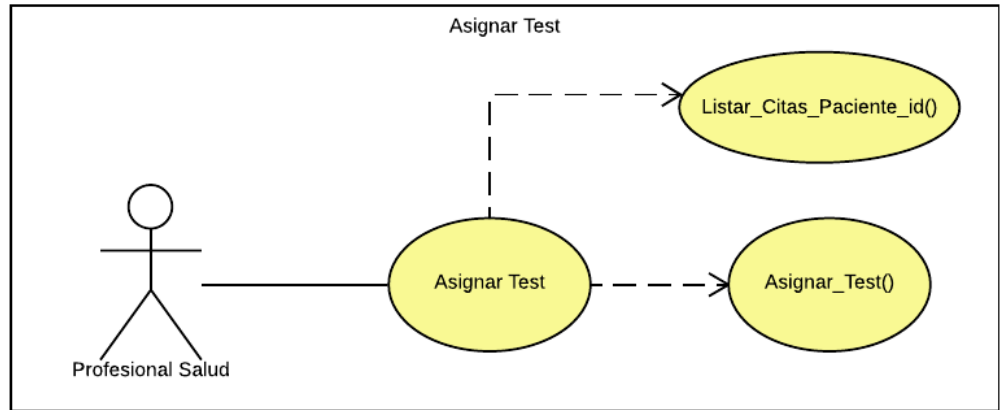 Asignar Test
Listar_Citas_Paciente_id()
Asignar Test
Asignar_Test()
Profesional Salud